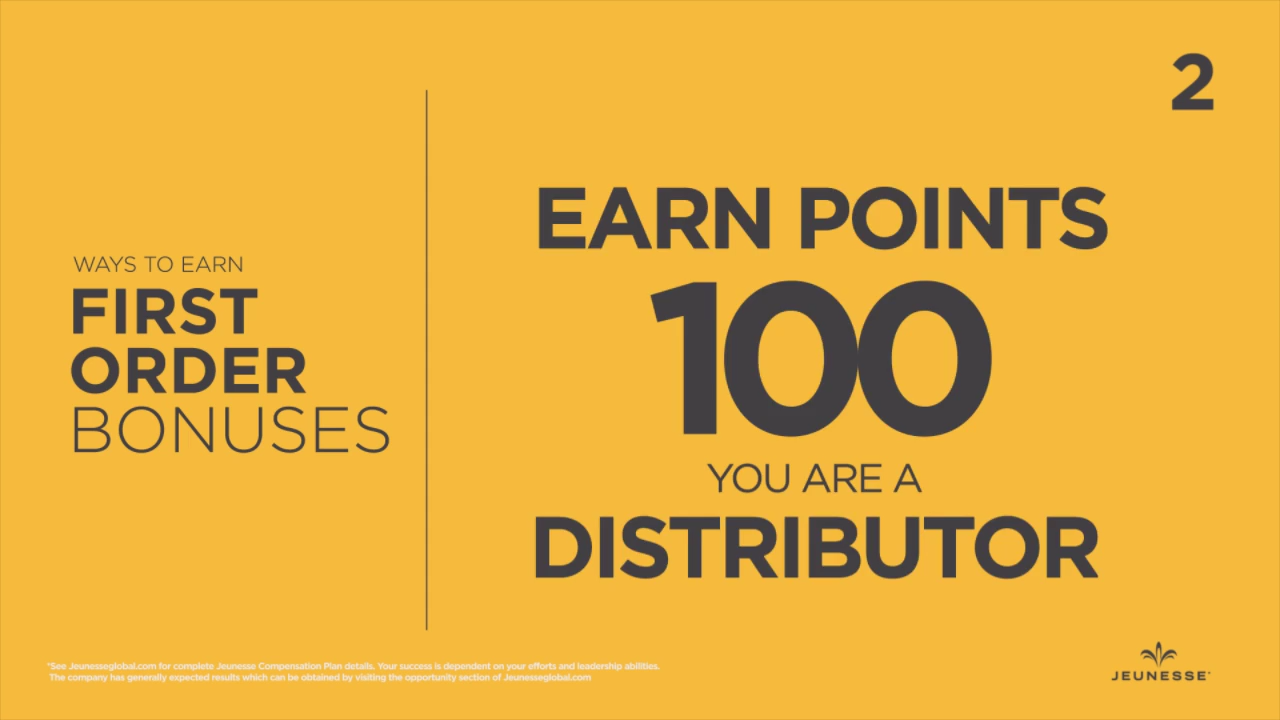 2
WAYS TO EARN
FIRST
ORDER
BONUSES
EARN POINTS
100
YOU ARE A
DISTRIBUTOR
*See Jeunesseglobal.com for complete Jeunesse Compensation Plan details. Your success is dependent on your efforts and leadership abilities.
The company has generally expected results which can be obtained by visiting the opportunity section of Jeunesseglobal.com
JEUNESSE